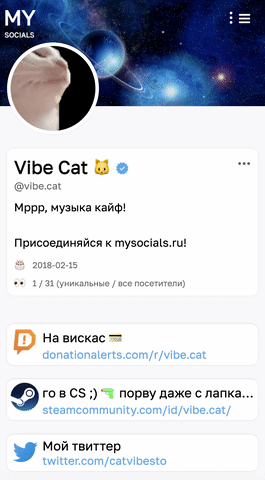 MY
SOCIALS
Vibe Cat
@vibe.cat
Мррр, музыка кайф!
Присоединяйся к mysocials.ru!
2018-02-15
1 / 31 (уникальные / все посетители)
На вискас
donationalerts.com/r/vibe.cat
го в CS ;) 🔫 порву даже с лапка...
steamcommunity.com/id/vibe.cat/
Мой твиттер
twitter.com/catvibesto